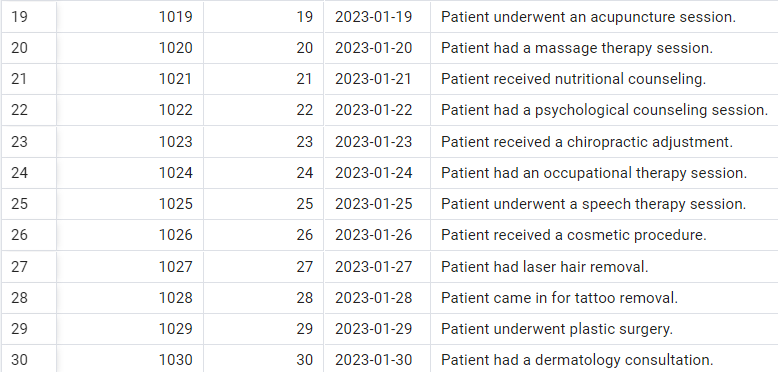 19 1019 19 2023-01-19 Patient underwent an acupuncture session.
20 1020 20 2023-01-20 Patient had a massage therapy session.
21 1021 21 2023-01-21 Patient received nutritional counseling.
22 1022 22 2023-01-22 Patient had a psychological counseling session.
23 1023 23 2023-01-23 Patient received a chiropractic adjustment.
24 1024 24 2023-01-24 Patient had an occupational therapy session.
25 1025 25 2023-01-25 Patient underwent a speech therapy session.
26 1026 26 2023-01-26 Patient received a cosmetic procedure.
27 1027 27 2023-01-27 Patient had laser hair removal.
28 1028 28 2023-01-28 Patient came in for tattoo removal.
29 1029 29 2023-01-29 Patient underwent plastic surgery.
30 1030 30 2023-01-30 Patient had a dermatology consultation.